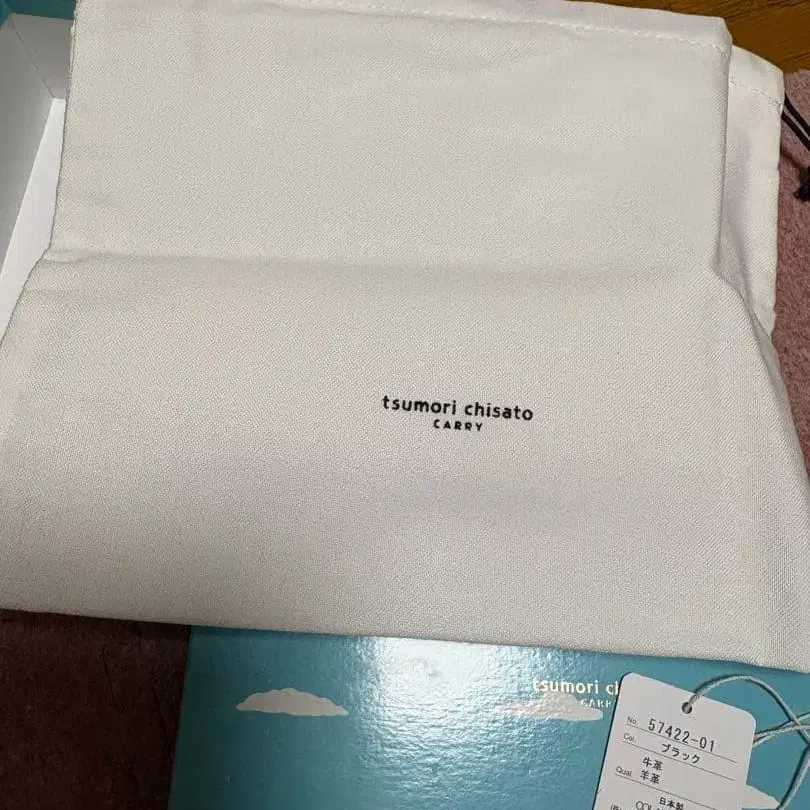 tsumori chisato
CARRY
tsumori
No. 57422-01
Col. ブラック
牛革
Qual. 羊革
日本製